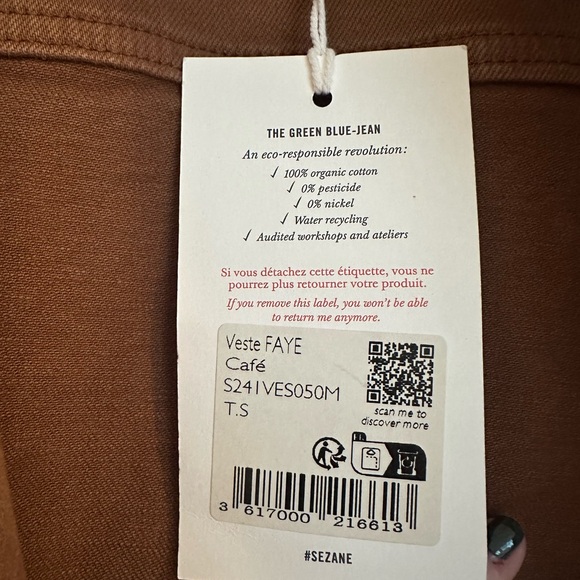 THE GREEN BLUE-JEAN
An eco-responsible revolution:
✓ 100% organic cotton
✓ 0% pesticide
✓ 0% nickel
✓ Water recycling
✓ Audited workshops and ateliers
Si vous détachez cette étiquette, vous ne
pourrez plus retourner votre produit.
If you remove this label, you won't be able
to return me anymore.
Veste FAYE
Café
S241VES050M
T.S
scan me to
discover more
3 617000 216613
#SEZANE